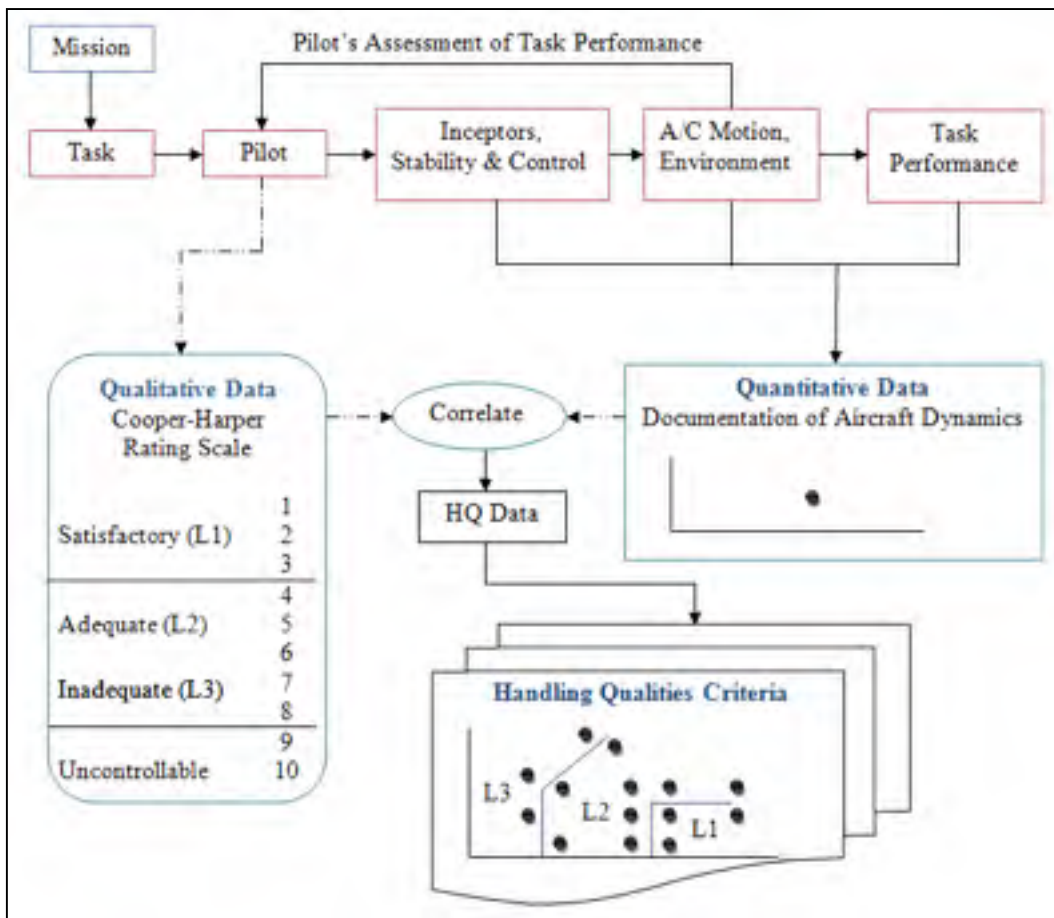 Mission
Pilot's Assessment of Task Performance
Task
Pilot
Inceptors,
Stability & Control
A/C Motion,
Environment
Task
Performance
Qualitative Data
Cooper-Harper
Rating Scale
1
Satisfactory (L1) 2
3
4
Adequate (L2) 5
6
Inadequate (L3) 7
8
9
Uncontrollable 10
Correlate
Quantitative Data
Documentation of Aircraft Dynamics
HQ Data
Handling Qualities Criteria
L3
L2
L1